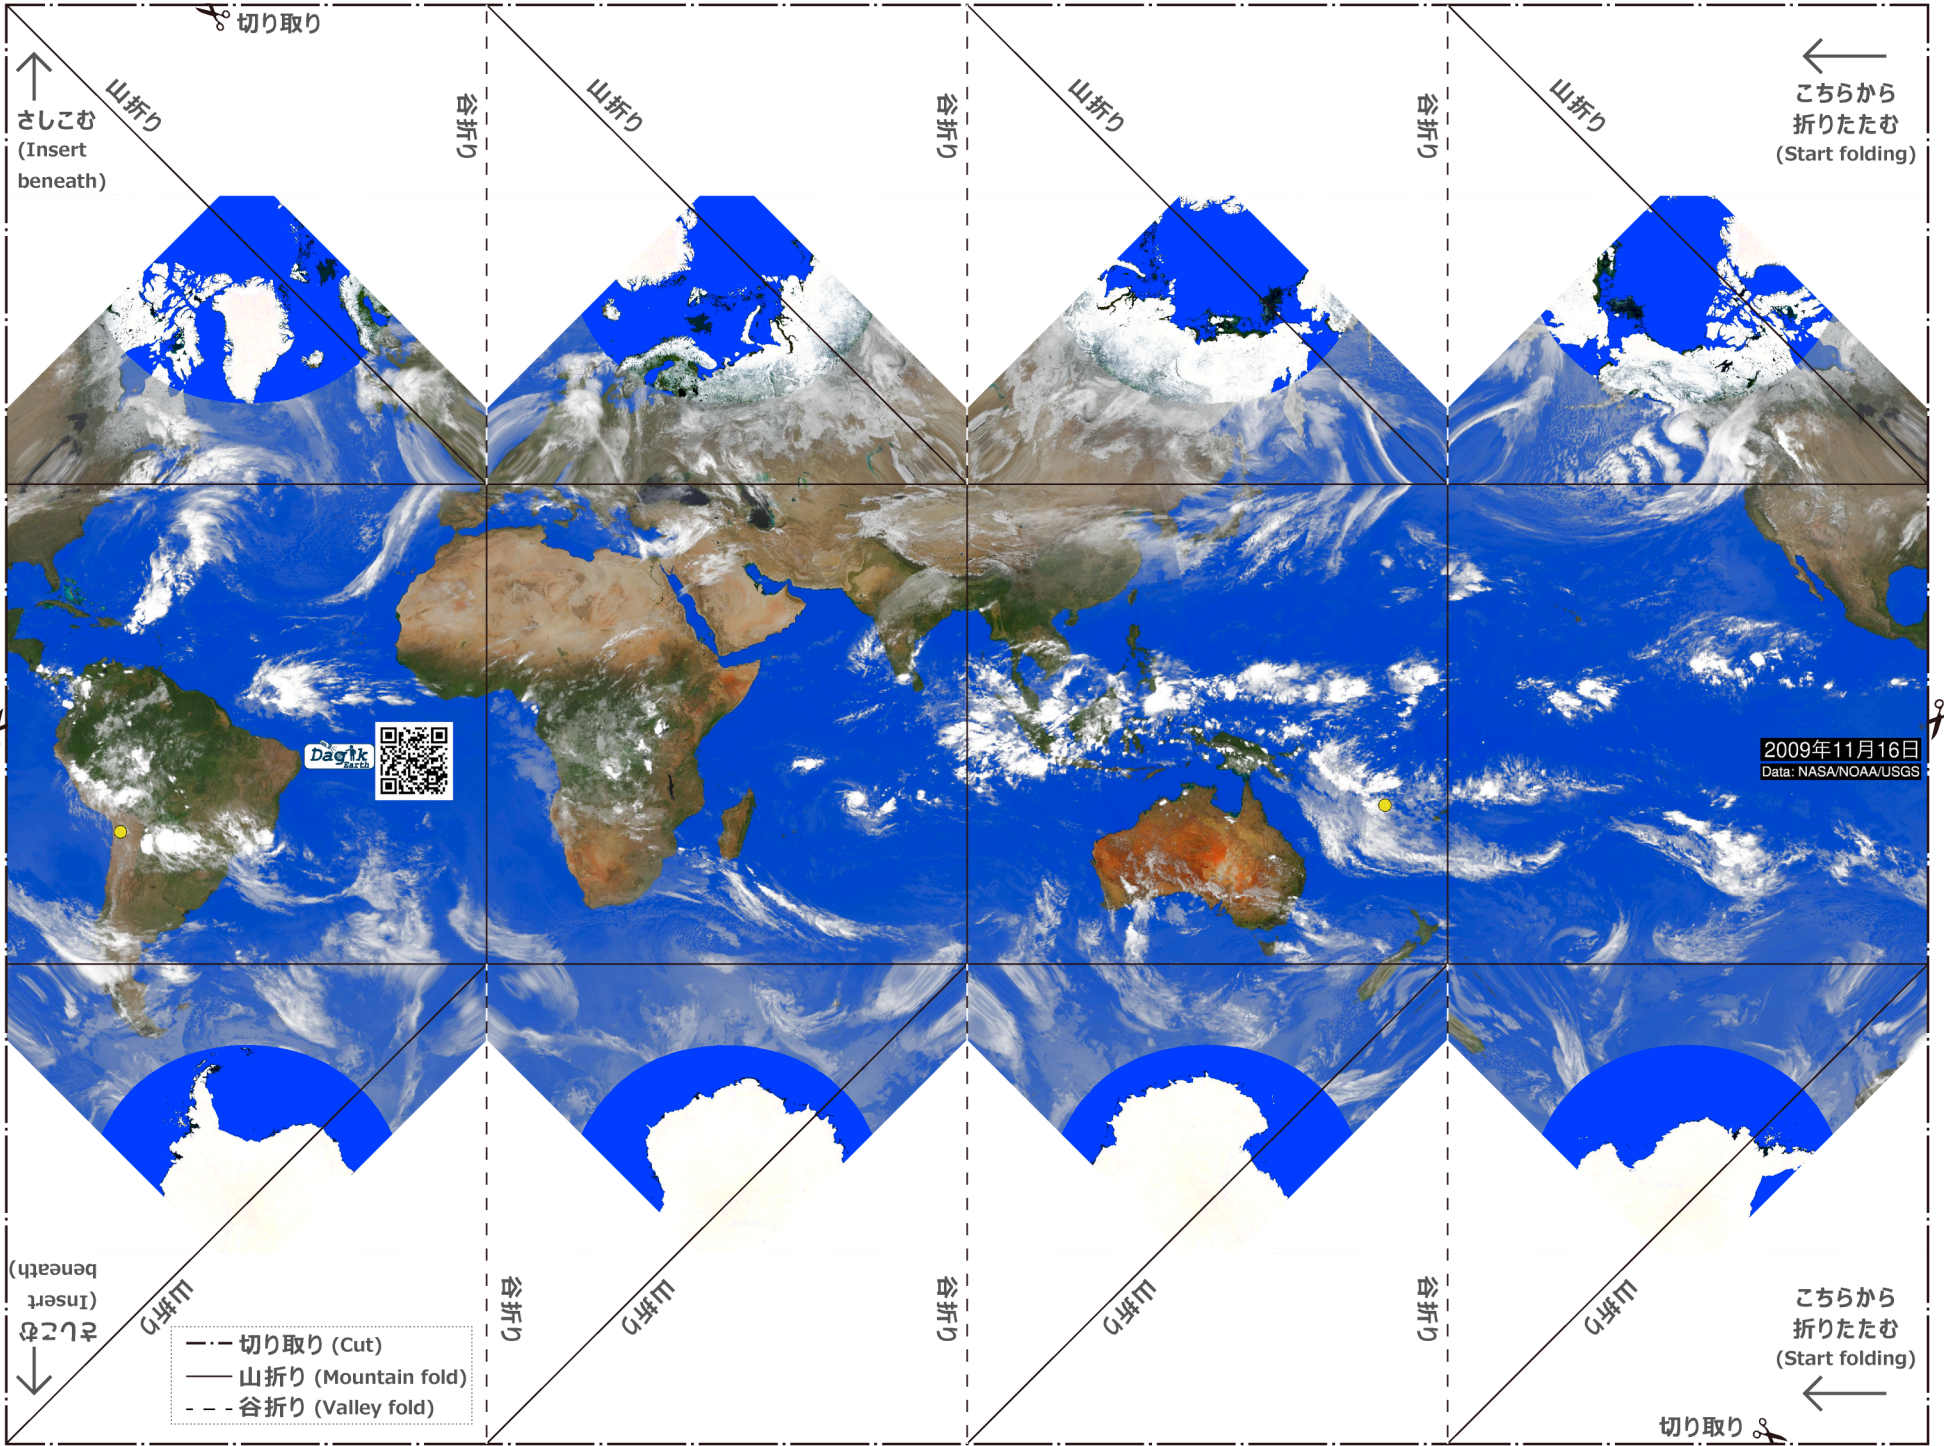 切り取り
山折り
谷折り
山折り
谷折り
山折り
谷折り
山折り
さしこむ
(Insert
beneath)
こちらから
折りたたむ
(Start folding)
Dagik
Earth
2009年11月16日
Data: NASA/NOAA/USGS
さしこむ
(Insert
beneath)
山折り
谷折り
山折り
谷折り
山折り
谷折り
山折り
こちらから
折りたたむ
(Start folding)
切り取り (Cut)
山折り (Mountain fold)
谷折り (Valley fold)
切り取り